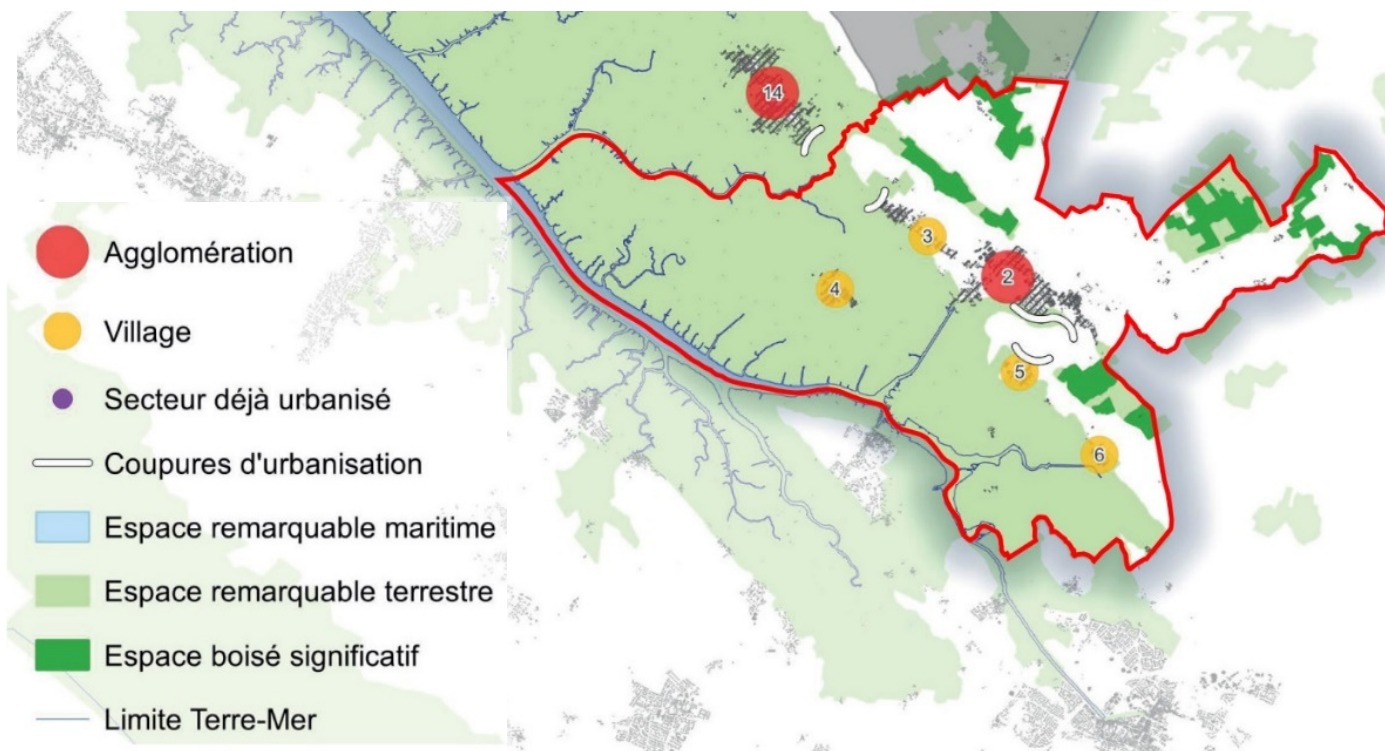 14
3
2
4
5
6
Agglomération
Village
Secteur déjà urbanisé
Coupures d'urbanisation
Espace remarquable maritime
Espace remarquable terrestre
Espace boisé significatif
Limite Terre-Mer